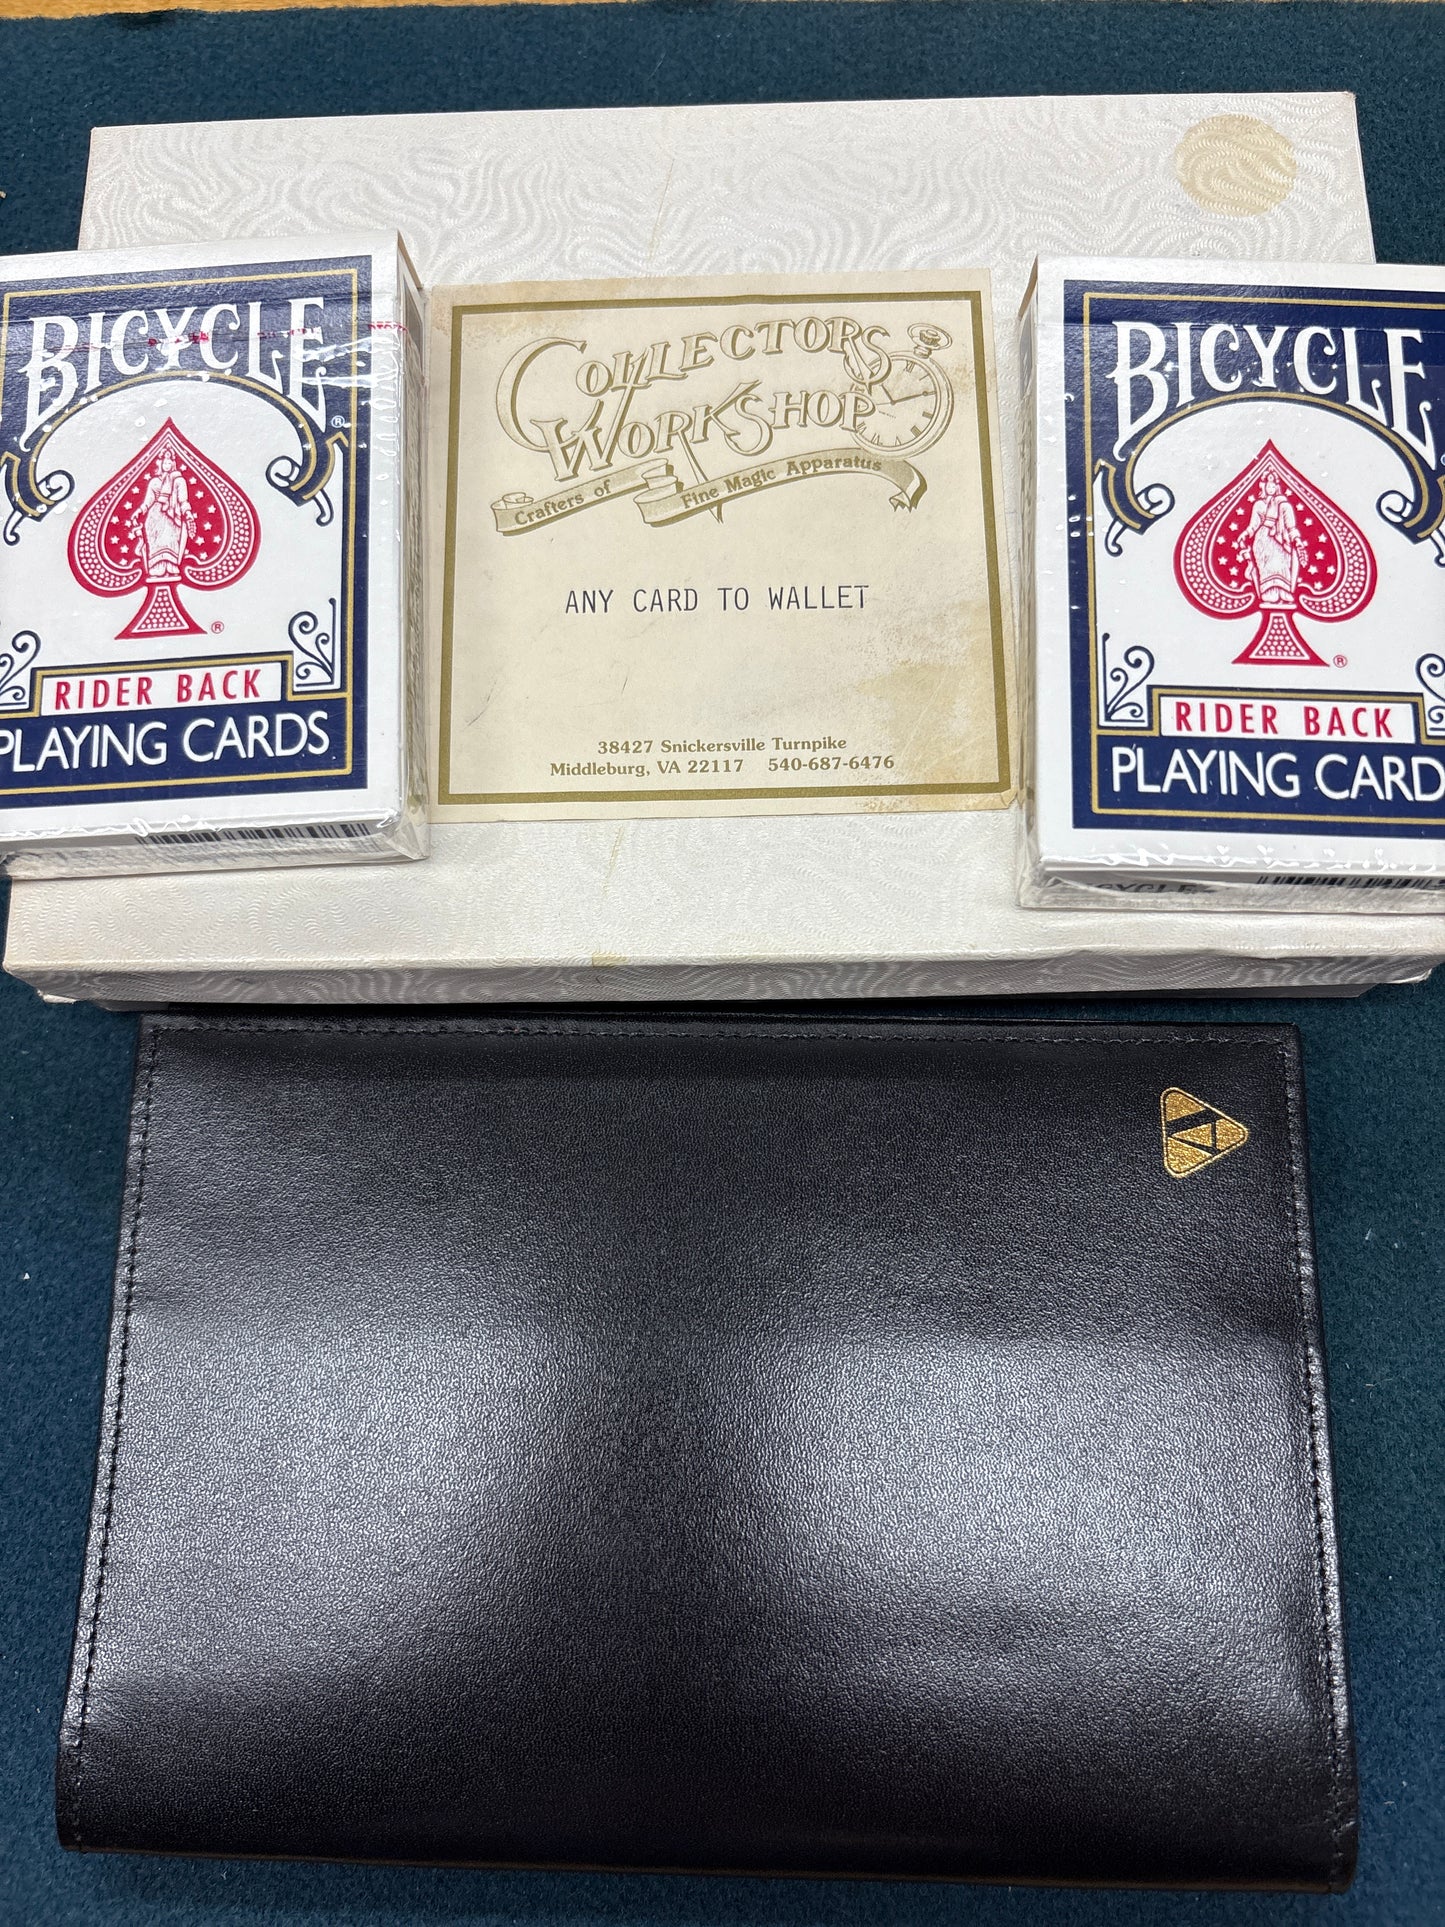 BICYCLE
®
®
RIDER BACK
PLAYING CARDS
COLLECTORS
WORKSHOP
Crafters of Fine Magic Apparatus
ANY CARD TO WALLET
38427 Snickersville Turnpike
Middleburg, VA 22117 540-687-6476
BICYCLE
®
RIDER BACK
PLAYING CARD
BICYCLE
A